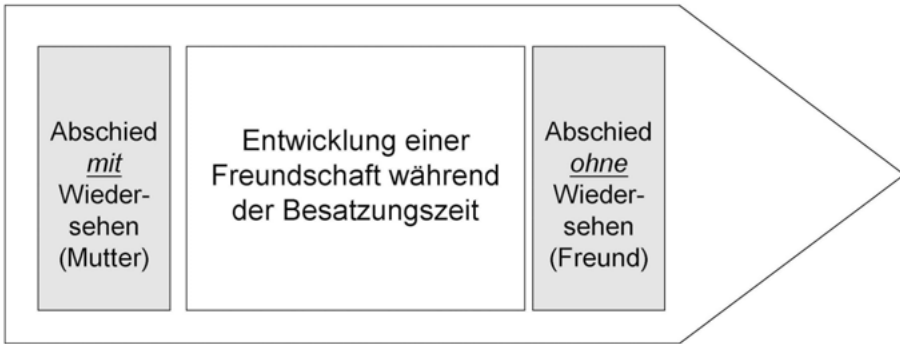 Abschied
mit
Wieder-
sehen
(Mutter)
Entwicklung einer
Freundschaft während
der Besatzungszeit
Abschied
ohne
Wieder-
sehen
(Freund)